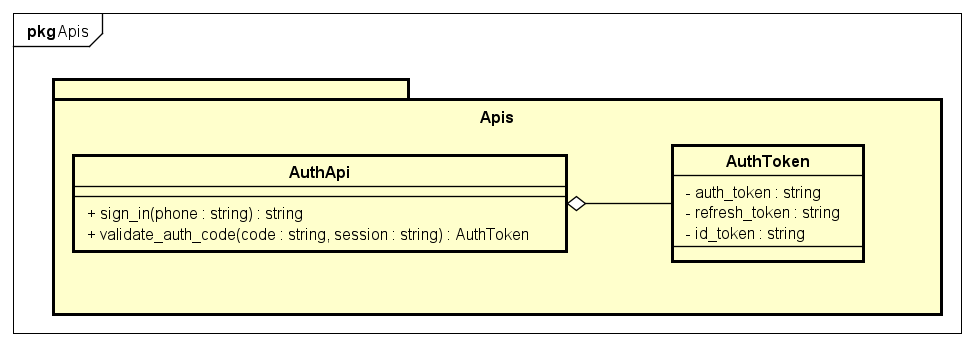 pkg Apis
Apis
AuthApi
+ sign_in(phone : string) : string
+ validate_auth_code(code : string, session : string) : AuthToken
AuthToken
- auth_token : string
- refresh_token : string
- id_token : string